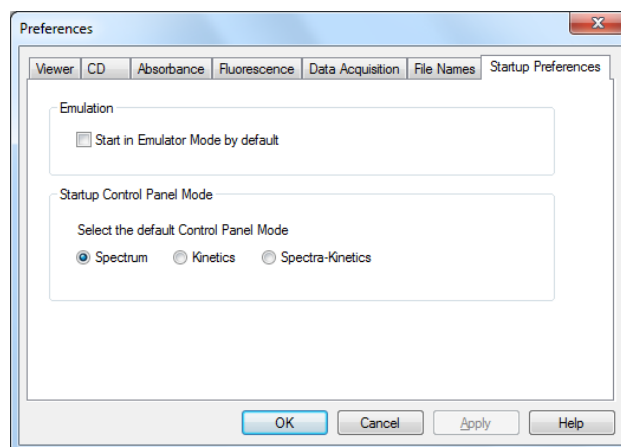 Preferences
Viewer CD Absorbance Fluorescence Data Acquisition File Names Startup Preferences
Emulation
Start in Emulator Mode by default
Startup Control Panel Mode
Select the default Control Panel Mode
Spectrum Kinetics Spectra-Kinetics
OK Cancel Apply Help